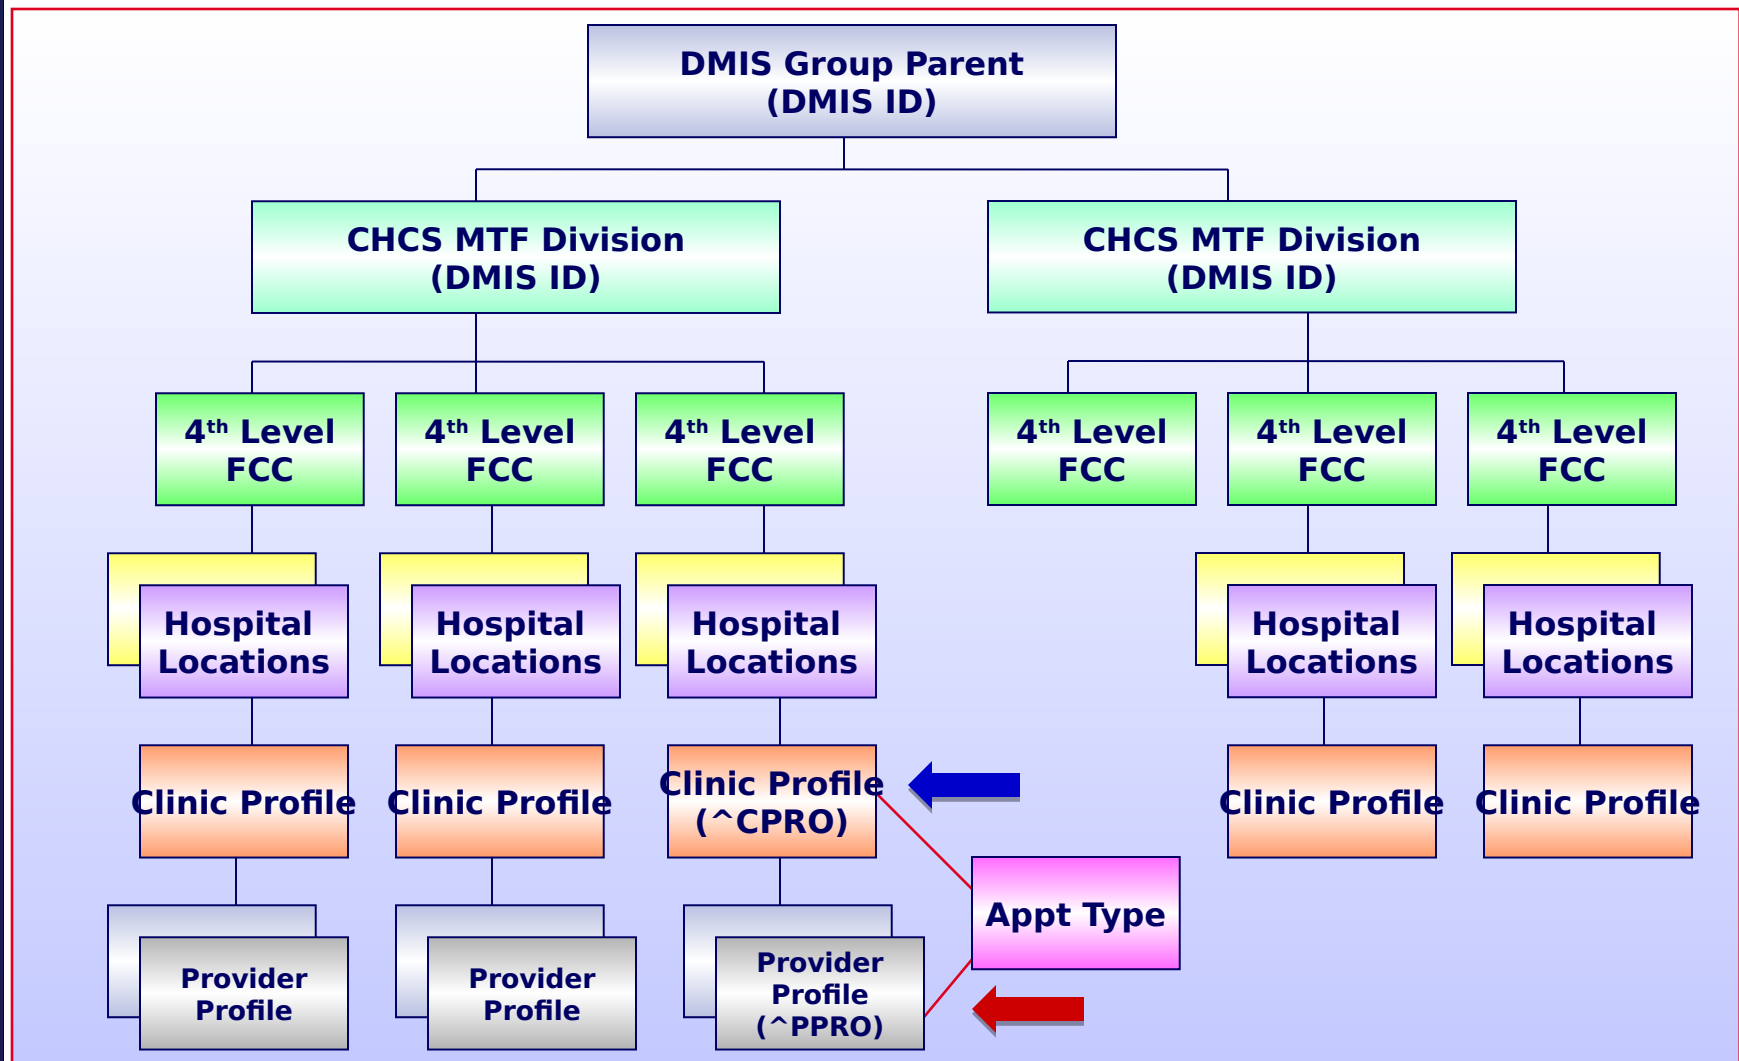 DMIS Group Parent
(DMIS ID)
CHCS MTF Division
(DMIS ID)
CHCS MTF Division
(DMIS ID)
4th Level
FCC
4th Level
FCC
4th Level
FCC
4th Level
FCC
4th Level
FCC
4th Level
FCC
Hospital
Locations
Hospital
Locations
Hospital
Locations
Hospital
Locations
Hospital
Locations
Clinic Profile
Clinic Profile
Clinic Profile
(^CPRO)
Clinic Profile
Clinic Profile
Appt Type
Provider
Profile
Provider
Profile
Provider
Profile
(^PPRO)